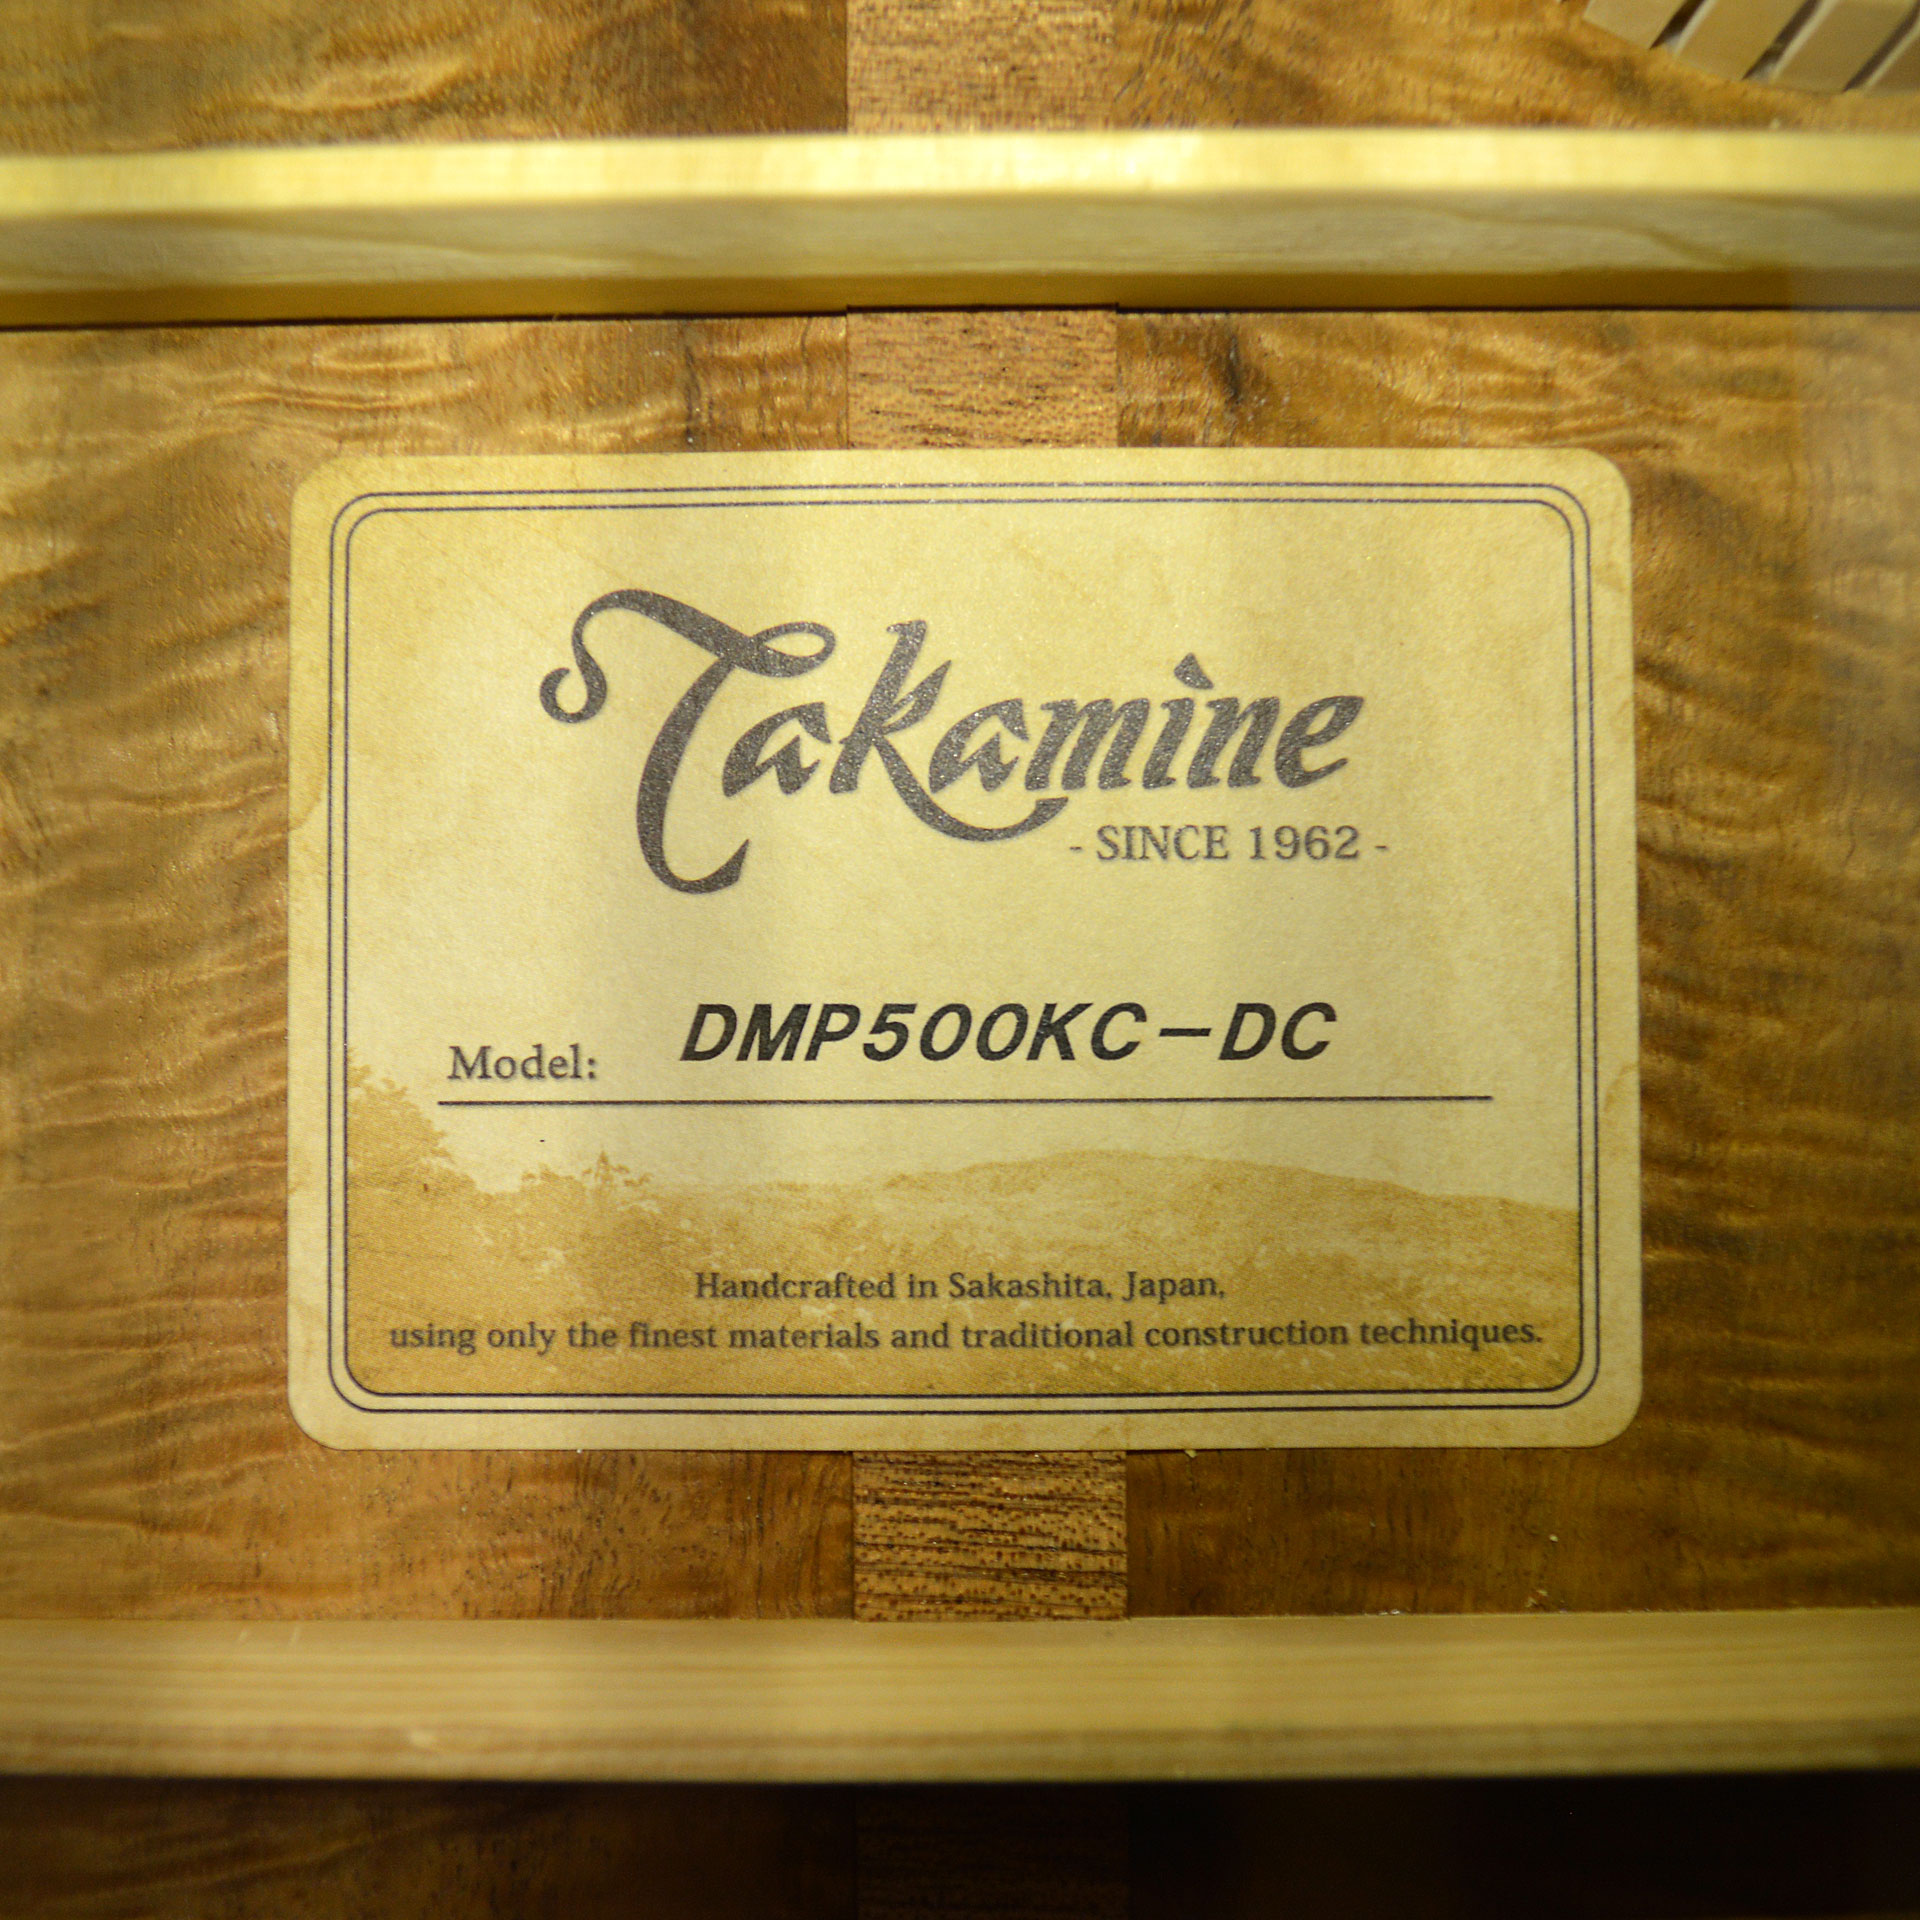 Takamine
- SINCE 1962 -
Model: DMP500KC-DC
Handcrafted in Sakashita, Japan,
using only the finest materials and traditional construction techniques.